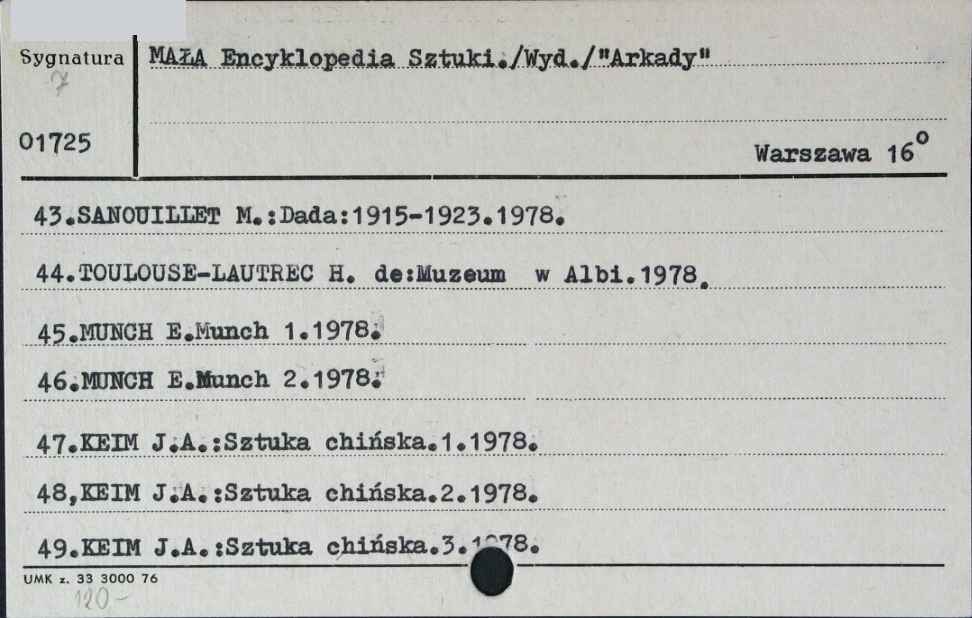 Sygnatura MAŁA Encyklopedia Sztuki./Wyd./"Arkady"
7
01725
Warszawa 16°
43.SANOUILLET M.:Dada:1915-1923.1978.
44.TOULOUSE-LAUTREC H. de:Muzeum w Albi.1978.
45.MUNCH E.Munch 1.1978.
46.MUNCH E.Munch 2.1978.
47.KEIM J.A.:Sztuka chińska.1.1978.
48,KEIM J.A.:Sztuka chińska.2.1978.
49.KEIM J.A.:Sztuka chińska.3.1978.
UMK z. 33 3000 76
120-